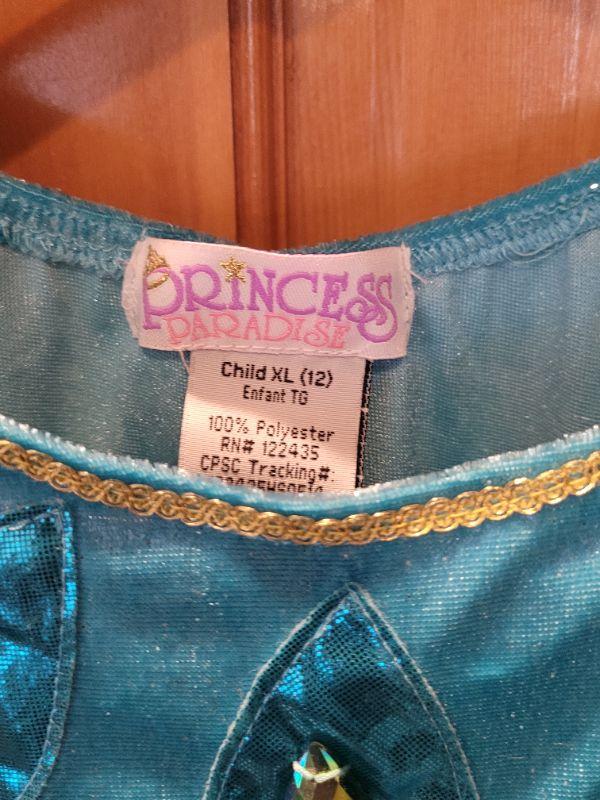 PRINCESS
PARADISE
Child XL (12)
Enfant TG
100% Polyester
RN# 122435
CPSC Tracking#: